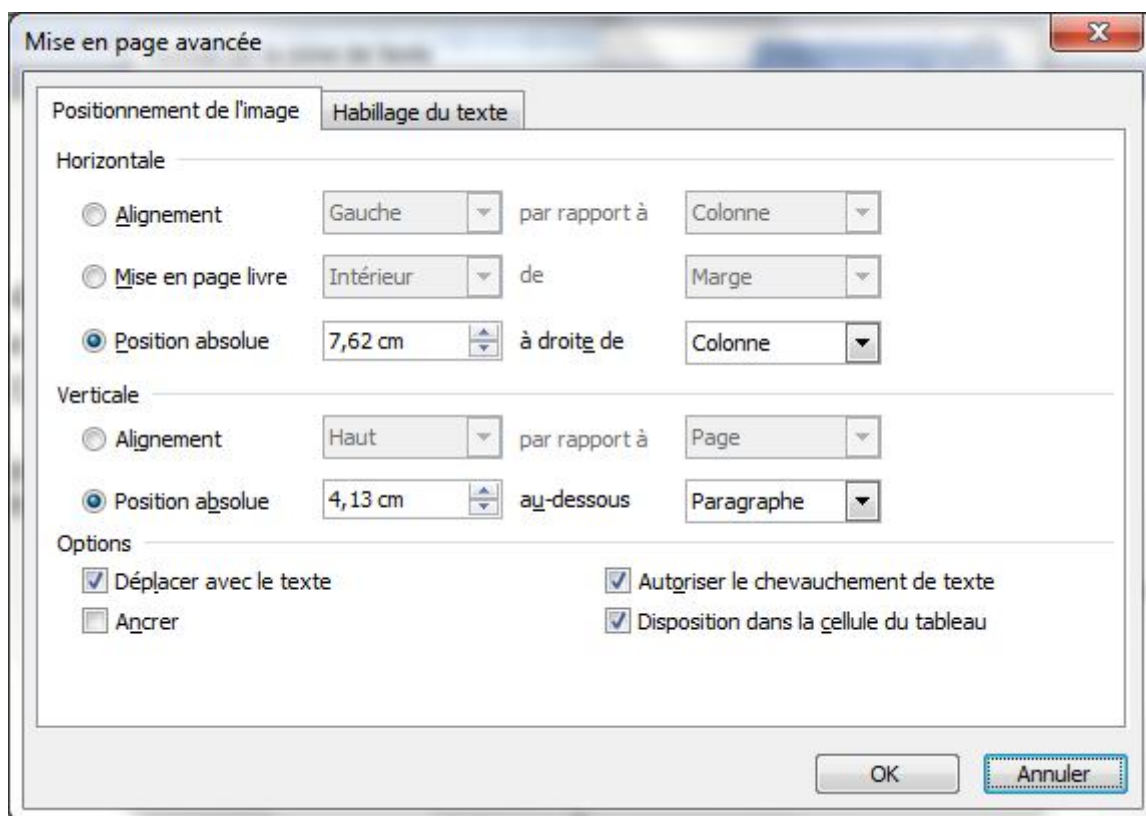 Mise en page avancée
Positionnement de l'image Habillage du texte
Horizontale
Alignement Gauche par rapport à Colonne
Mise en page livre Intérieur de Marge
Position absolue 7,62 cm à droite de Colonne
Verticale
Alignement Haut par rapport à Page
Position absolue 4,13 cm au-dessous Paragraphe
Options
Déplacer avec le texte Autoriser le chevauchement de texte
Ancrer Disposition dans la cellule du tableau
OK Annuler